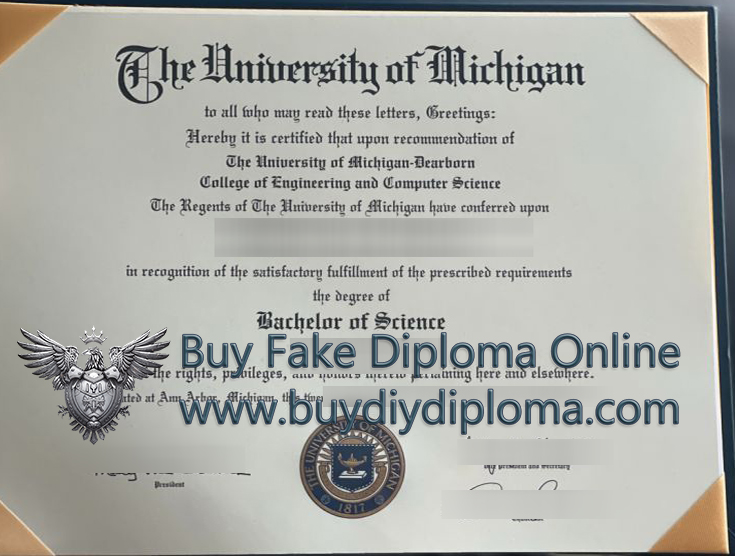 The University of Michigan
to all who may read these letters, Greetings:
Hereby it is certified that upon recommendation of
The University of Michigan-Dearborn
College of Engineering and Computer Science
The Regents of The University of Michigan have conferred upon
in recognition of the satisfactory fulfillment of the prescribed requirements
the degree of
Bachelor of Science
Buy Fake Diploma Online
the rights, privileges, and honors thereto pertaining here and elsewhere.
at Ann Arbor, Michigan, this
www.buydiydiploma.com
THE UNIVERSITY OF MICHIGAN
1817
President
President and Secretary